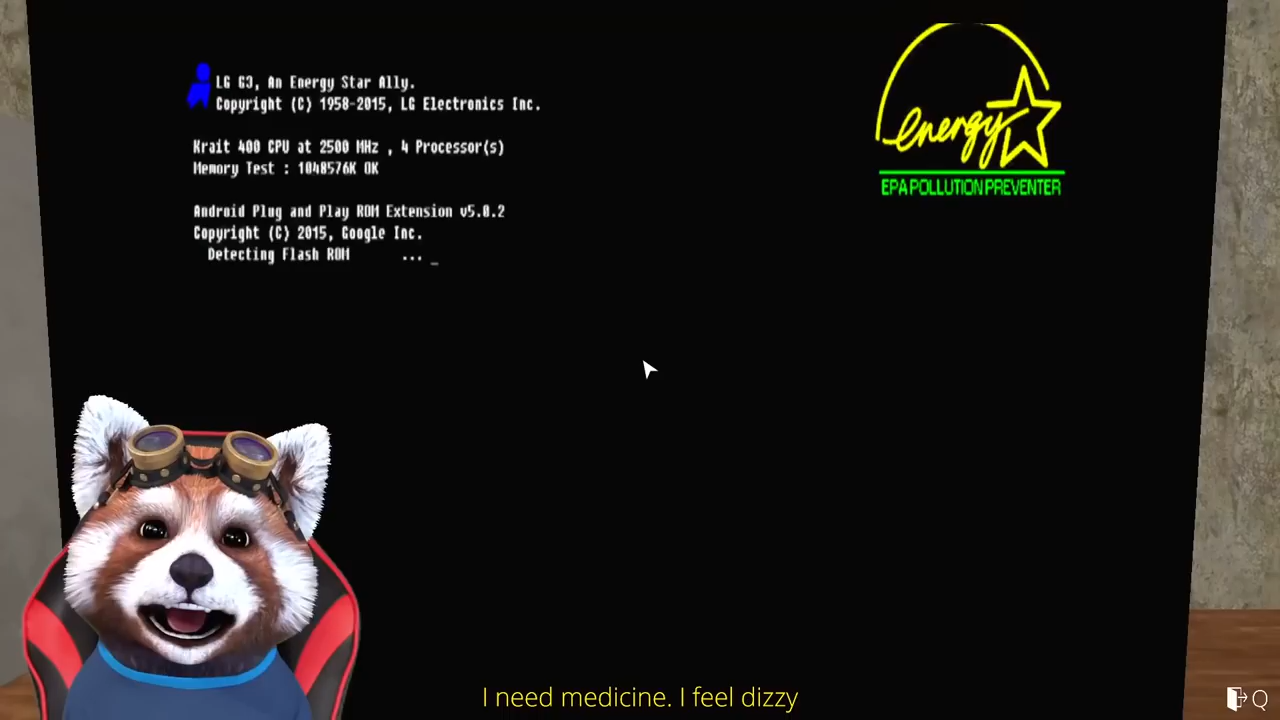 LG G3, An Energy Star Ally.
Copyright (C) 1958-2015, LG Electronics Inc.
energy
EPA POLLUTION PREVENTER
Krait 400 CPU at 2500 MHz , 4 Processor(s)
Memory Test : 1048576K OK
Android Plug and Play ROM Extension v5.0.2
Copyright (C) 2015, Google Inc.
Detecting Flash ROM ... _
I need medicine. I feel dizzy
Q